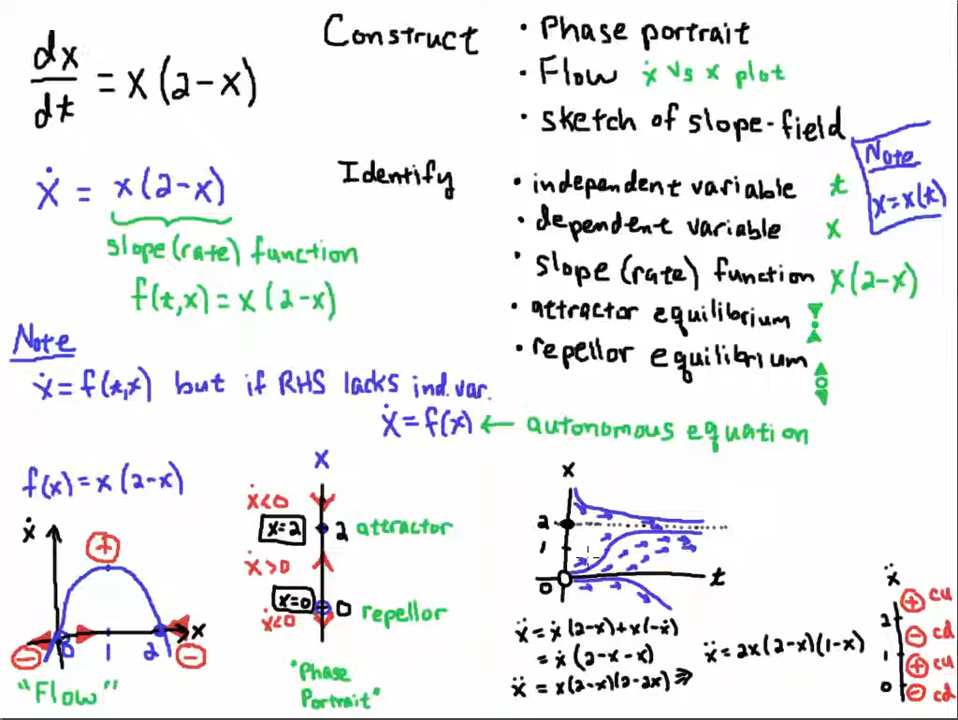 dx/dt = x(2-x)
Construct
• Phase portrait
• Flow ẋ vs x plot
• sketch of slope-field
ẋ = x(2-x)
slope(rate) function
f(t,x) = x(2-x)
Identify
• independent variable t
• dependent variable x
• slope (rate) function x(2-x)
• attractor equilibrium
• repellor equilibrium
Note
x=x(t)
Note
ẋ=f(t,x) but if RHS lacks ind.var.
ẋ=f(x) ← autonomous equation
f(x)=x(2-x)
ẋ
+
x
0 1 2
− −
"Flow"
x
ẋ<0
x=2 2 attractor
ẋ>0
x=0 0 repellor
ẋ<0
"Phase
Portrait"
x
2
1
0
t
ẍ = ẋ(2-x)+x(-ẋ)
= ẋ(2-x-x)
ẍ = x(2-x)(2-2x) ⇒
ẍ=2x(2-x)(1-x)
ẍ
+ cu
2
− cd
1
+ cu
0 − cd